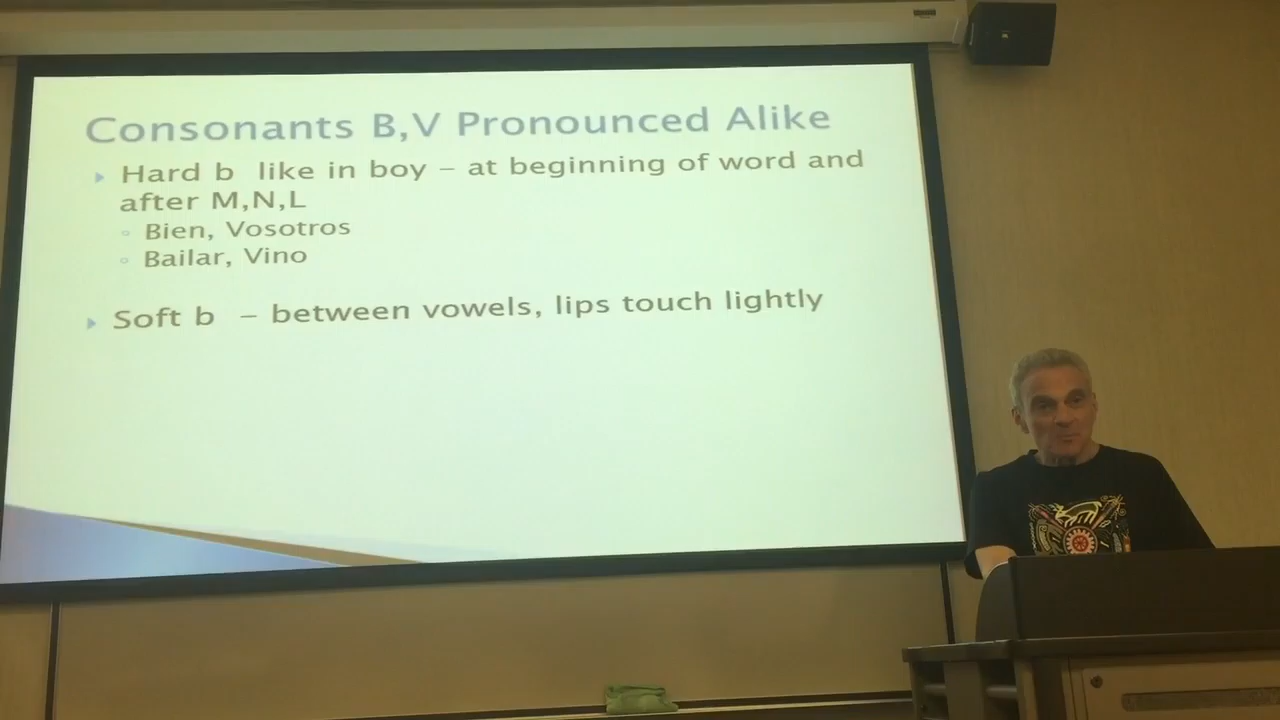 Consonants B,V Pronounced Alike
Hard b like in boy – at beginning of word and
after M,N,L
Bien, Vosotros
Bailar, Vino
Soft b – between vowels, lips touch lightly